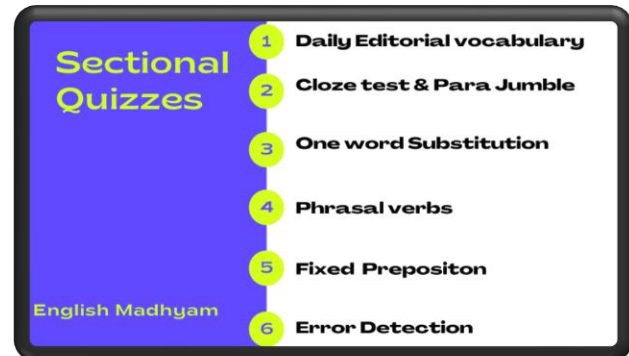 Sectional
Quizzes
1 Daily Editorial vocabulary
2 Cloze test & Para Jumble
3 One word Substitution
4 Phrasal verbs
5 Fixed Prepositon
6 Error Detection
English Madhyam